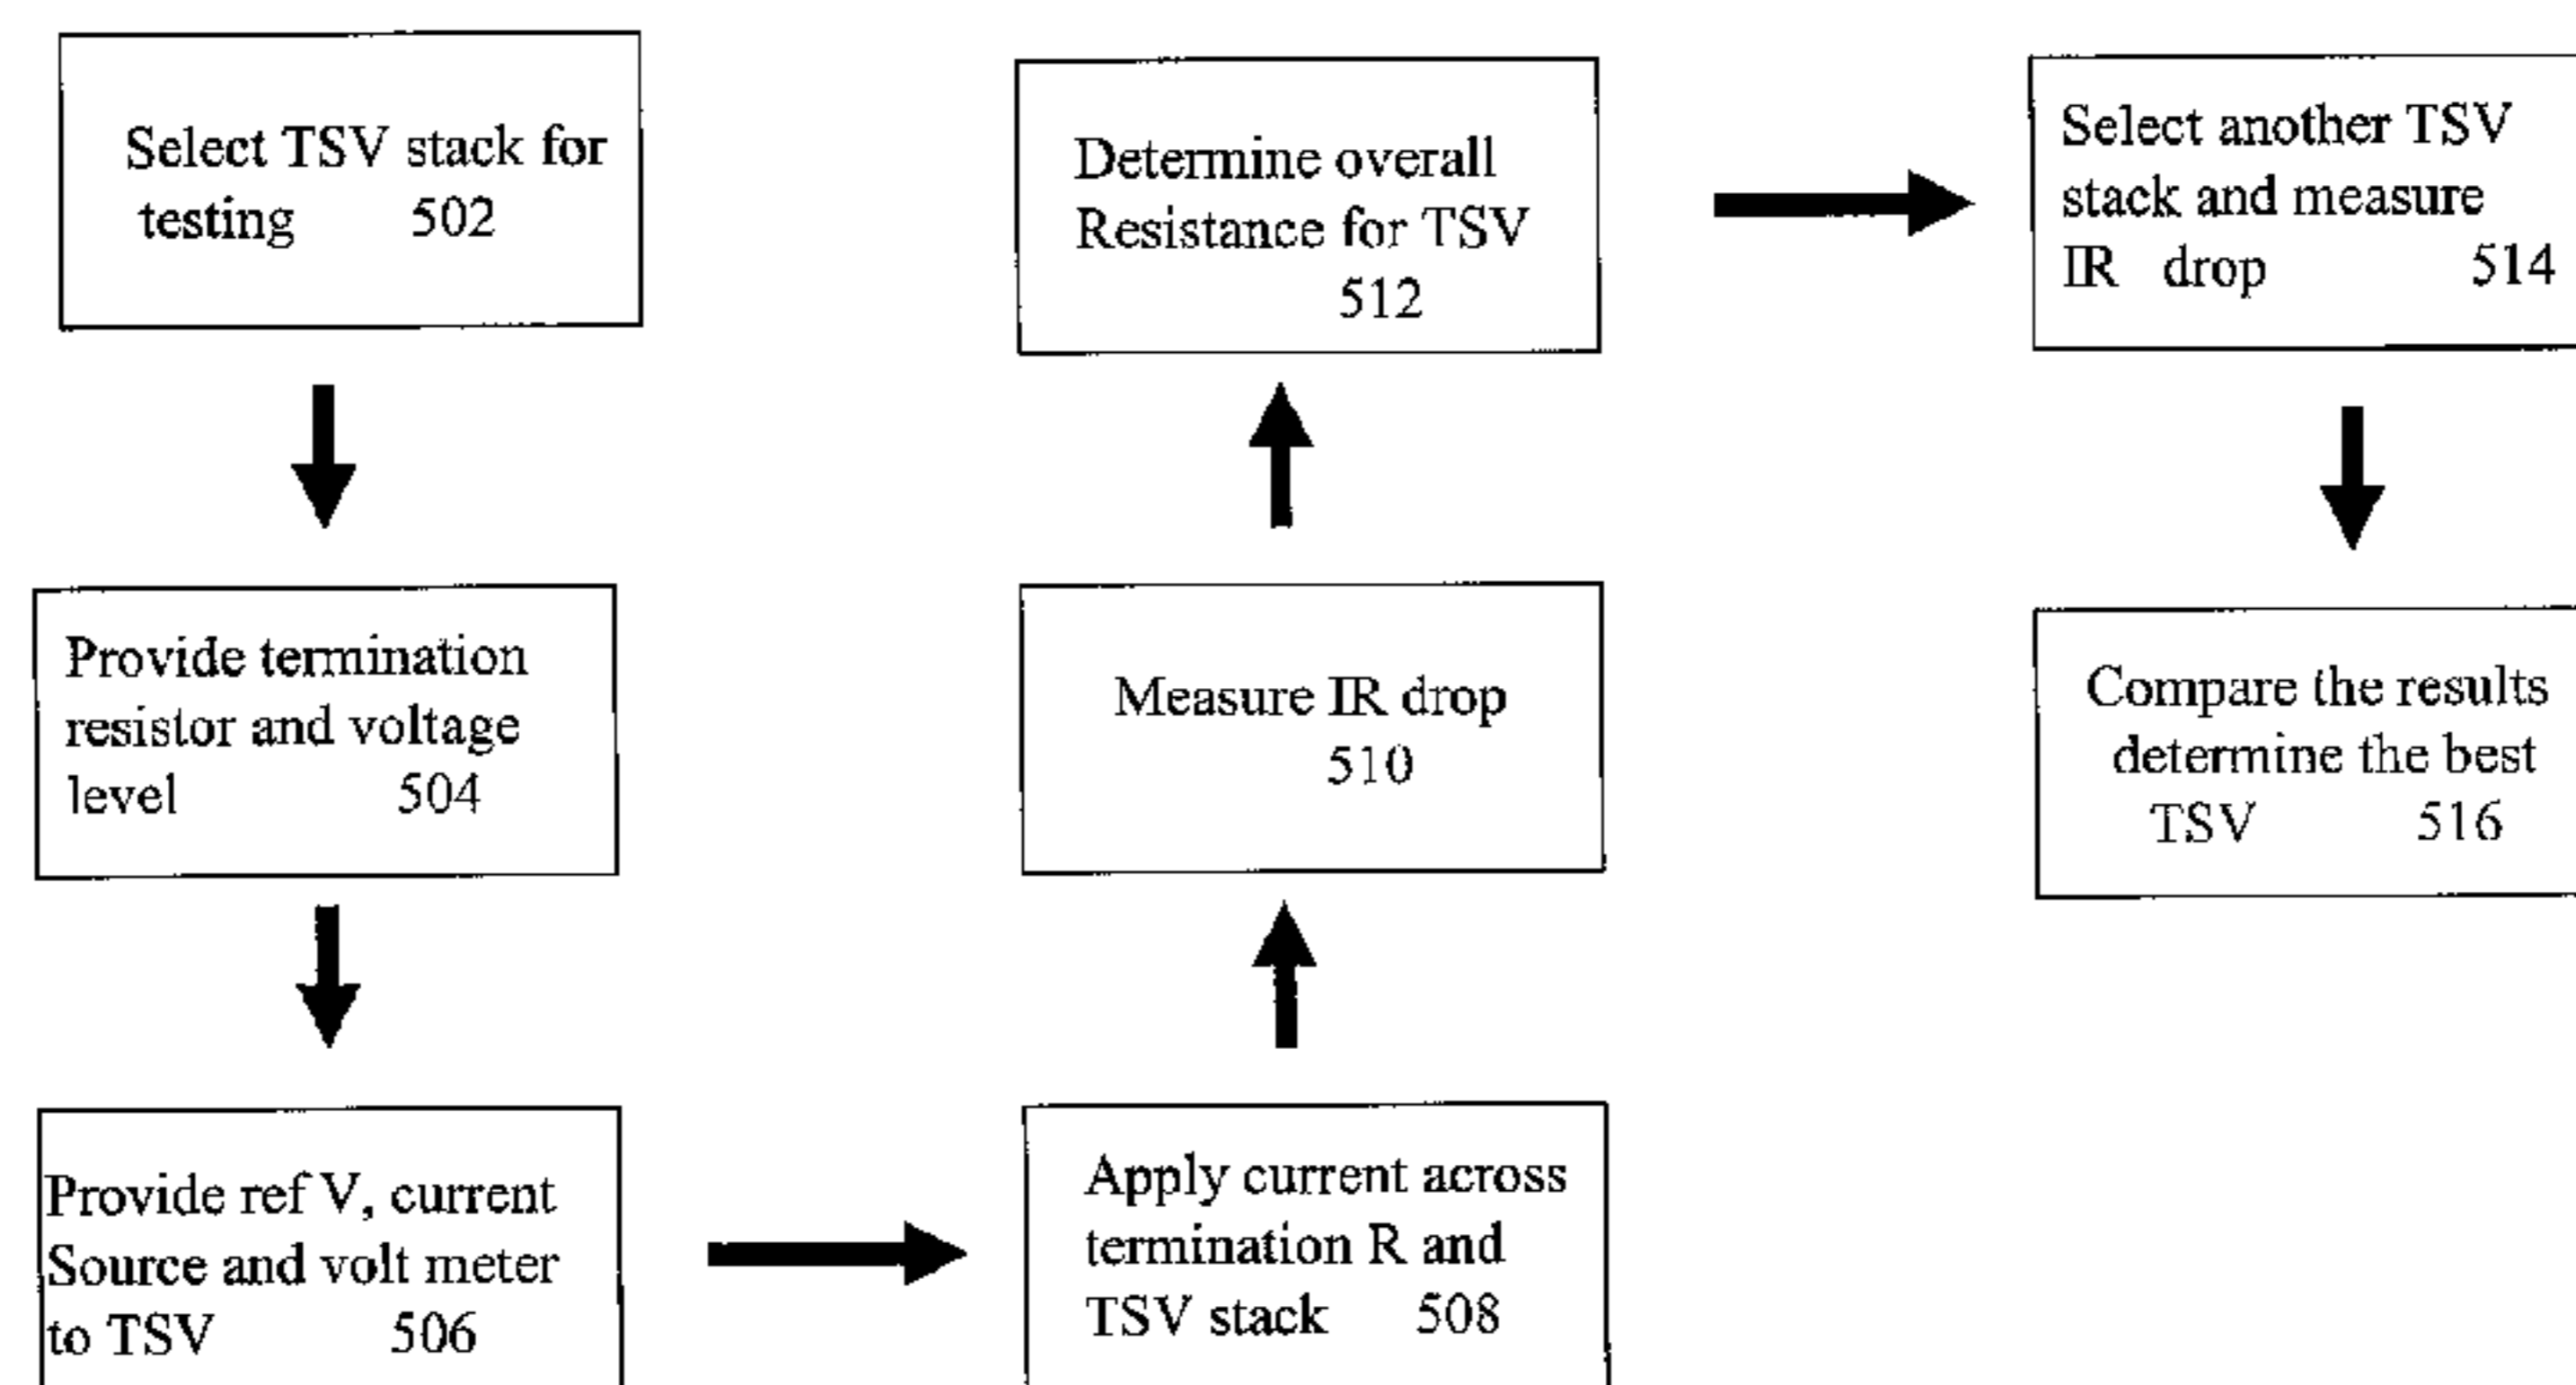 Select TSV stack for
testing 502
Provide termination
resistor and voltage
level 504
Provide ref V, current
Source and volt meter
to TSV 506
Apply current across
termination R and
TSV stack 508
Measure IR drop
510
Determine overall
Resistance for TSV
512
Select another TSV
stack and measure
IR drop 514
Compare the results
determine the best
TSV 516